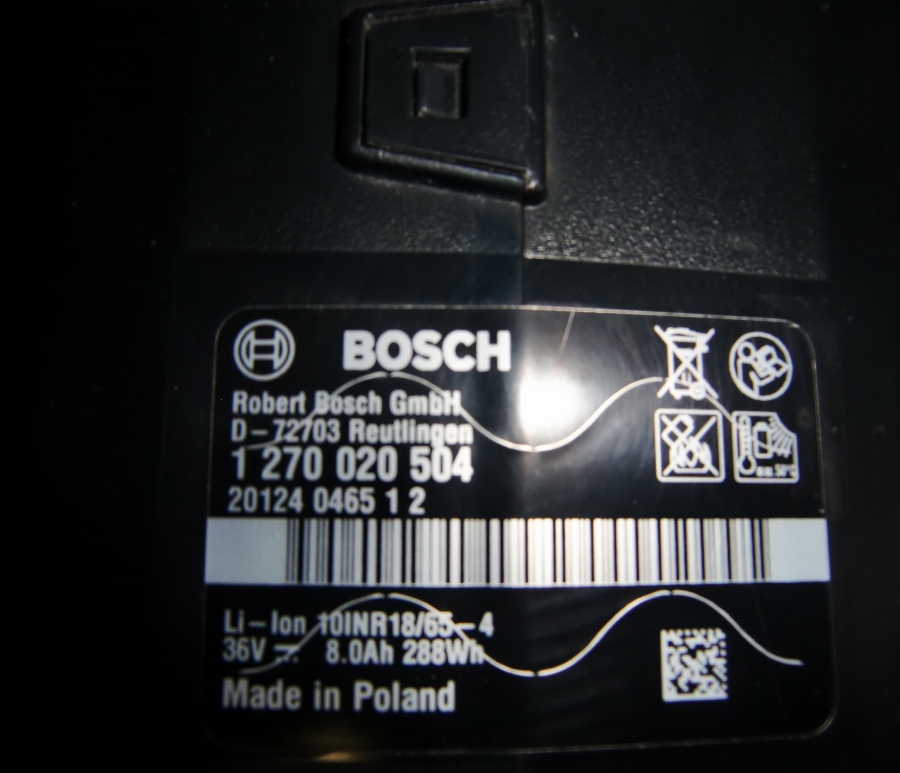 BOSCH
Robert Bosch GmbH
D-72703 Reutlingen
1 270 020 504
20124 0465 1 2
Li-Ion 10INR18/65-4
36V ⎓ 8.0Ah 288Wh
Made in Poland